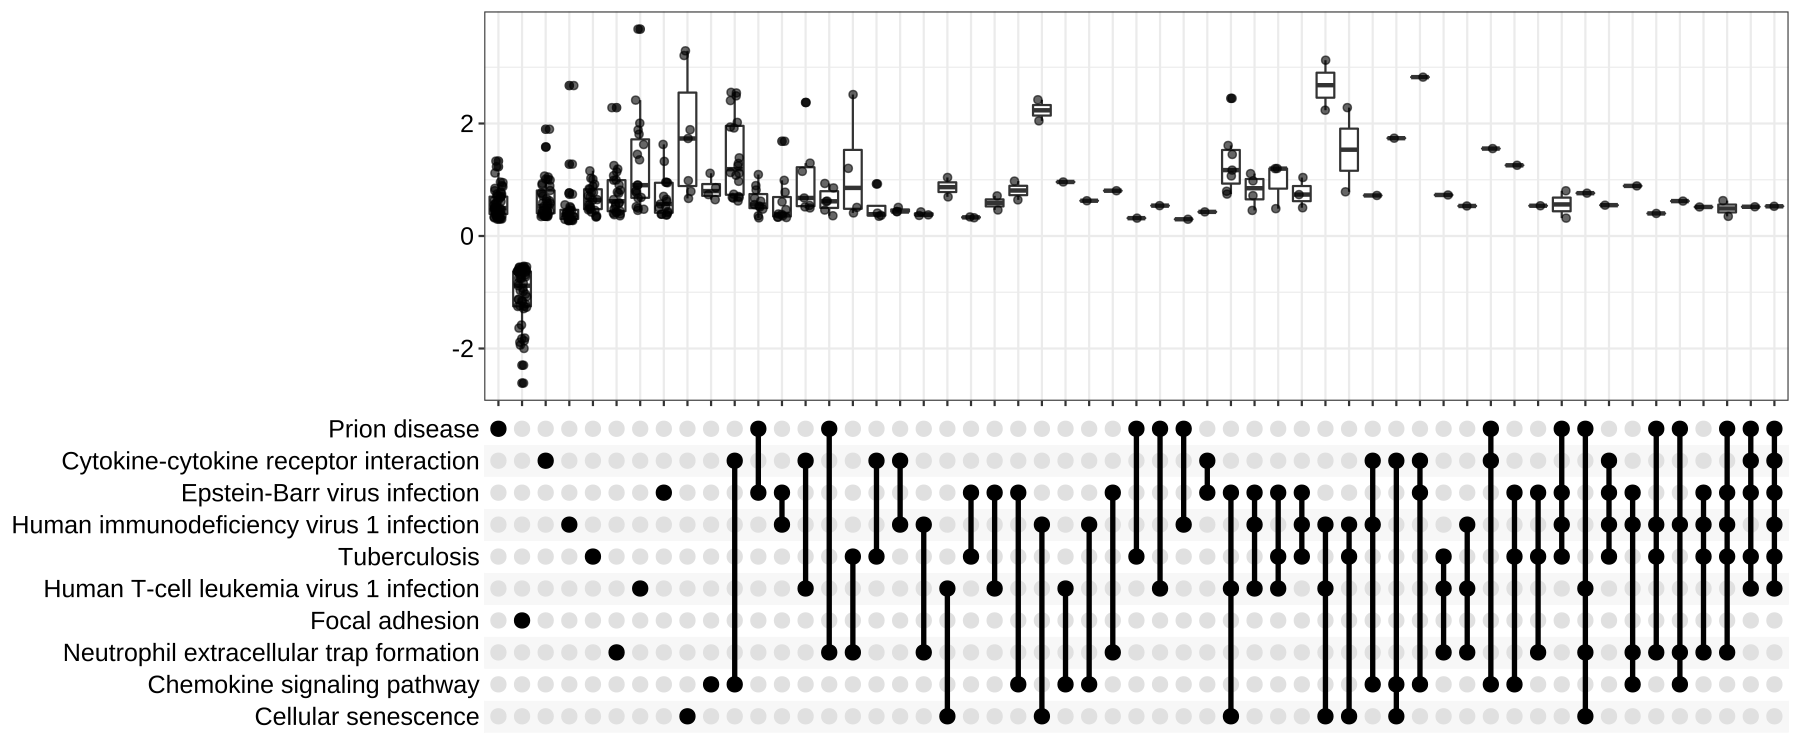 2
0
-2
Prion disease
Cytokine-cytokine receptor interaction
Epstein-Barr virus infection
Human immunodeficiency virus 1 infection
Tuberculosis
Human T-cell leukemia virus 1 infection
Focal adhesion
Neutrophil extracellular trap formation
Chemokine signaling pathway
Cellular senescence